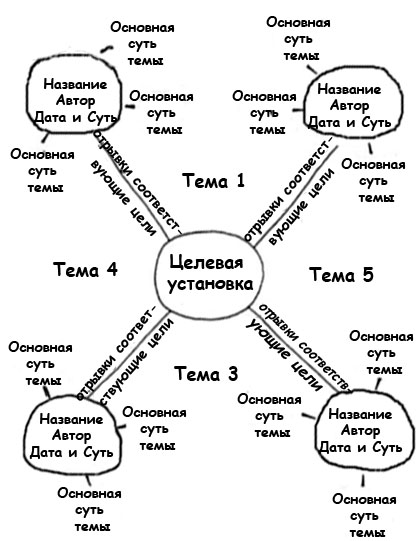 Основная
суть
темы
Основная
суть
темы
Название
Автор
Дата и Суть
Основная
суть
темы
Основная
суть
темы
Название
Автор
Дата и Суть
Основная
суть
темы
Основная
суть
темы
отрывки соответст-
вующие цели
отрывки соответст-
вующие цели
Тема 1
Тема 4
Целевая
установка
Тема 5
отрывки соответ-
ствующие цели
отрывки соответств-
ующие цели
Тема 3
Основная
суть
темы
Название
Автор
Дата и Суть
Основная
суть
темы
Основная
суть
темы
Основная
суть
темы
Основная
суть
темы
Название
Автор
Дата и Суть
Основная
суть
темы